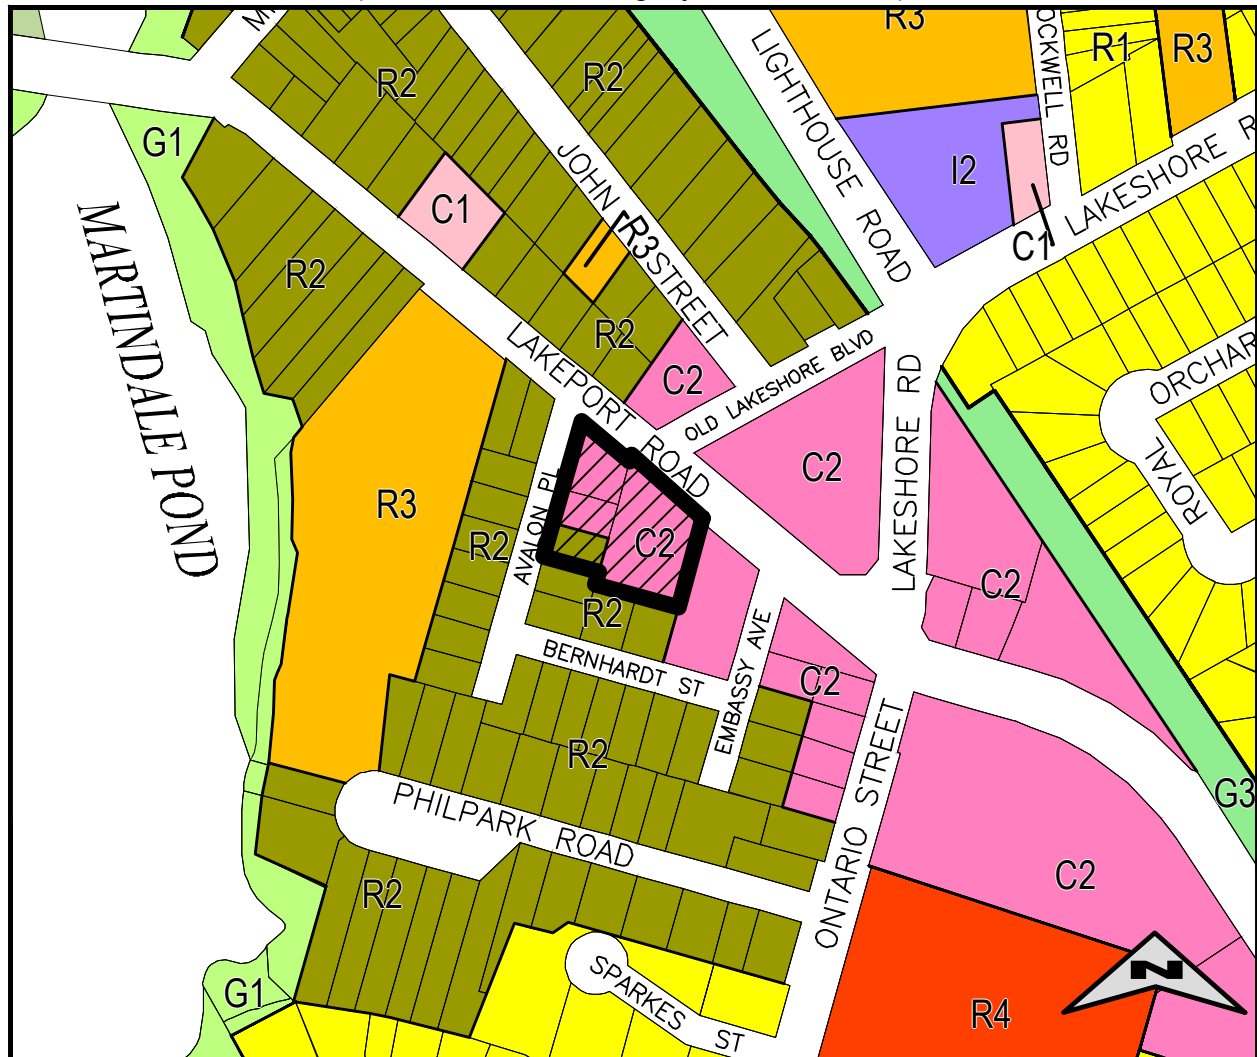 R3
R1
R3
R2
R2
LIGHTHOUSE ROAD
OCKWELL RD
G1
JOHN STREET
I2
LAKESHORE R
C1
C1
R3
R2
MARTINDALE POND
R2
LAKEPORT ROAD
C2
OLD LAKESHORE BLVD
LAKESHORE RD
ORCHAR
ROYAL
C2
R3
AVALON PL
R2
C2
C2
R2
BERNHARDT ST
EMBASSY AVE
C2
R2
ONTARIO STREET
G3
PHILPARK ROAD
C2
R2
SPARKES ST
G1
R4
N